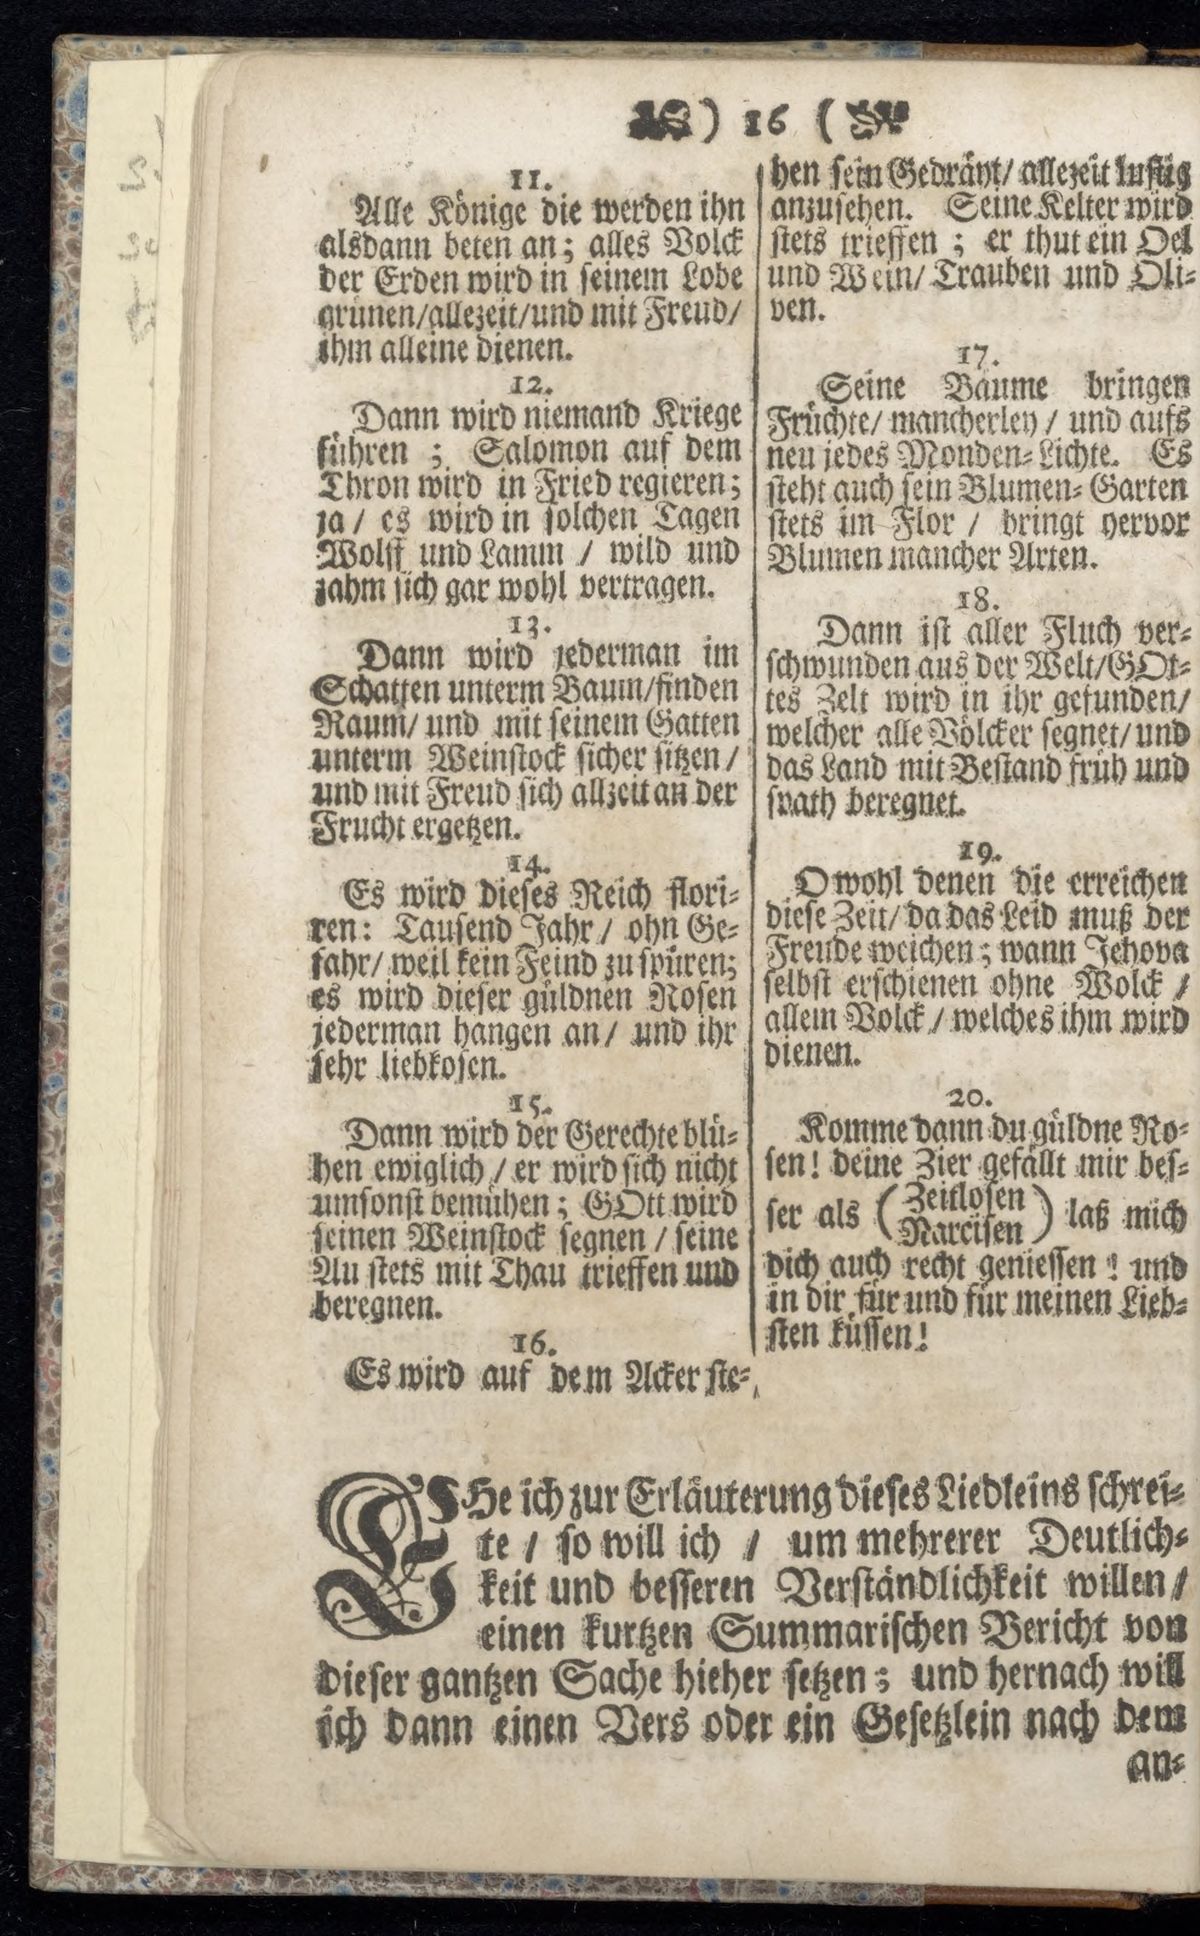 ) 16 (
11.
Alle Könige die werden ihn
alsdann beten an; alles Volck
der Erden wird in seinem Lobe
grünen/allezeit/und mit Freud/
ihm alleine dienen.
12.
Dann wird niemand Kriege
führen ; Salomon auf dem
Thron wird in Fried regieren;
ja / es wird in solchen Tagen
Wolff und Lamm / wild und
zahm sich gar wohl vertragen.
13.
Dann wird jederman im
Schatten unterm Baum/finden
Raum/ und mit seinem Gatten
unterm Weinstock sicher sitzen/
und mit Freud sich allzeit an der
Frucht ergetzen.
14.
Es wird dieses Reich flori-
ren: Tausend Jahr/ ohn Ge-
fahr/ weil kein Feind zu spüren;
es wird dieser güldnen Rosen
jederman hangen an/ und ihr
sehr liebkosen.
15.
Dann wird der Gerechte blü-
hen ewiglich/er wird sich nicht
umsonst bemühen; GOtt wird
seinen Weinstock segnen / seine
Au stets mit Thau trieffen und
beregnen.
16.
Es wird auf dem Acker ste-
hen sein Gedräyt/ allezeit lustig
anzusehen. Seine Kelter wird
stets trieffen ; er thut ein Oel
und Wein/ Trauben und Oli-
ven.
17.
Seine Bäume bringen
Früchte/ mancherley / und aufs
neu jedes Monden-Lichte. Es
steht auch sein Blumen-Garten
stets im Flor / bringt hervor
Blumen mancher Arten.
18.
Dann ist aller Fluch ver-
schwunden aus der Welt/GOt-
tes Zelt wird in ihr gefunden/
welcher alle Völcker segnet/ und
das Land mit Bestand früh und
spath beregnet.
19.
O wohl denen die erreichen
diese Zeit/ da das Leid muß der
Freude weichen; wann Jehova
selbst erschienen ohne Wolck /
allem Volck/ welches ihm wird
dienen.
20.
Komme dann du güldne Ro-
sen! deine Zier gefällt mir bes-
ser als (Zeitlosen
Narcisen) laß mich
dich auch recht geniessen ! und
in dir für und für meinen Lieb-
sten küssen!
EHe ich zur Erläuterung dieses Liedleins schrei-
te / so will ich / um mehrerer Deutlich-
keit und besseren Verständlichkeit willen/
einen kurtzen Summarischen Bericht von
dieser gantzen Sache hieher setzen; und hernach will
ich dann einen Vers oder ein Gesetzlein nach dem
an-